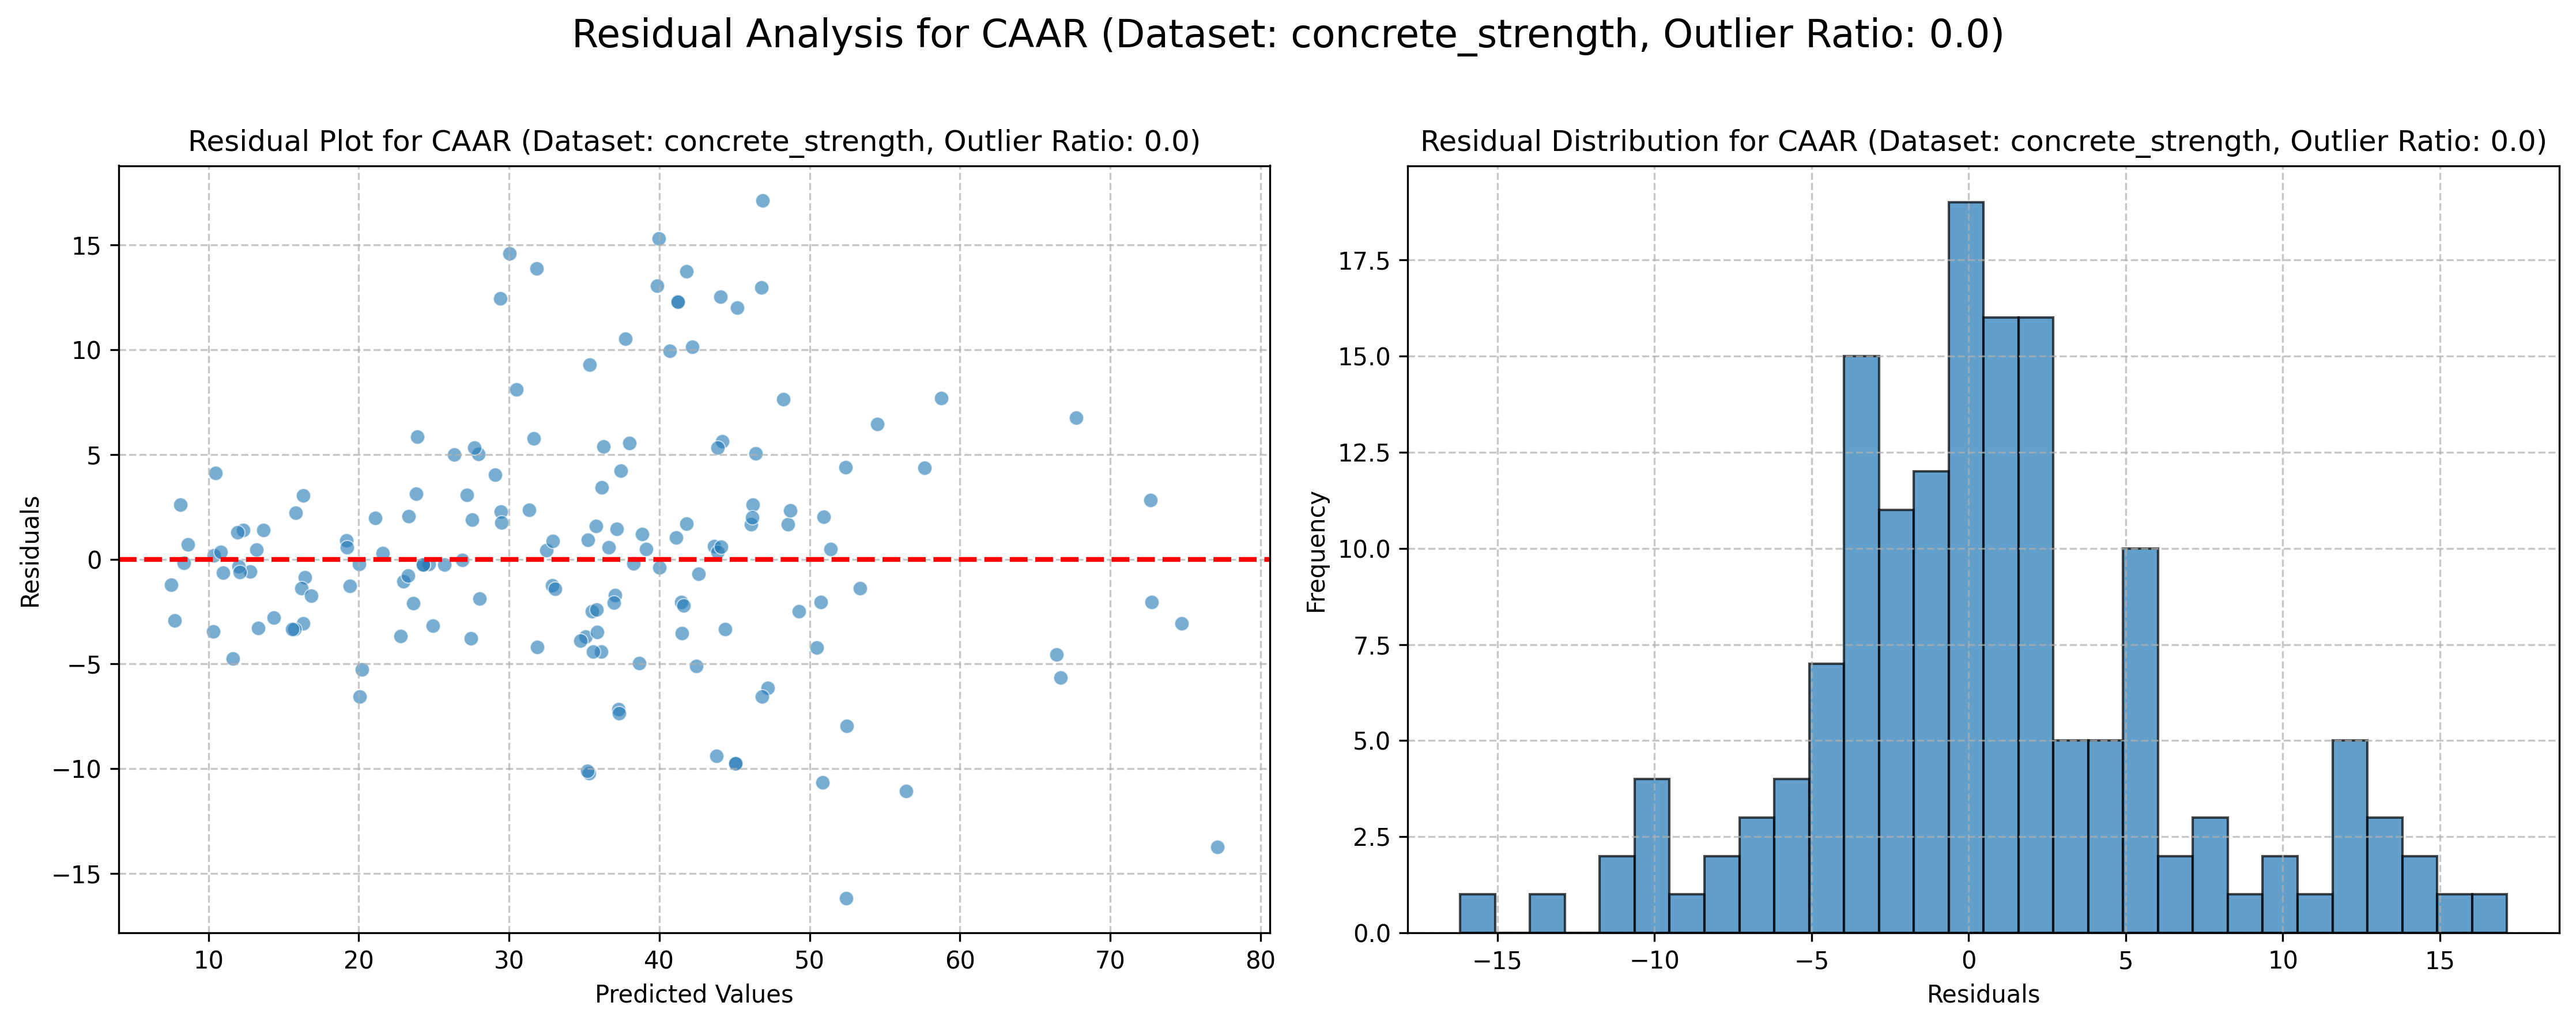 Residual Analysis for CAAR (Dataset: concrete_strength, Outlier Ratio: 0.0)
Residual Plot for CAAR (Dataset: concrete_strength, Outlier Ratio: 0.0)
15
10
5
0
−5
−10
−15
Residuals
10 20 30 40 50 60 70 80
Predicted Values
Residual Distribution for CAAR (Dataset: concrete_strength, Outlier Ratio: 0.0)
17.5
15.0
12.5
10.0
7.5
5.0
2.5
0.0
Frequency
−15 −10 −5 0 5 10 15
Residuals